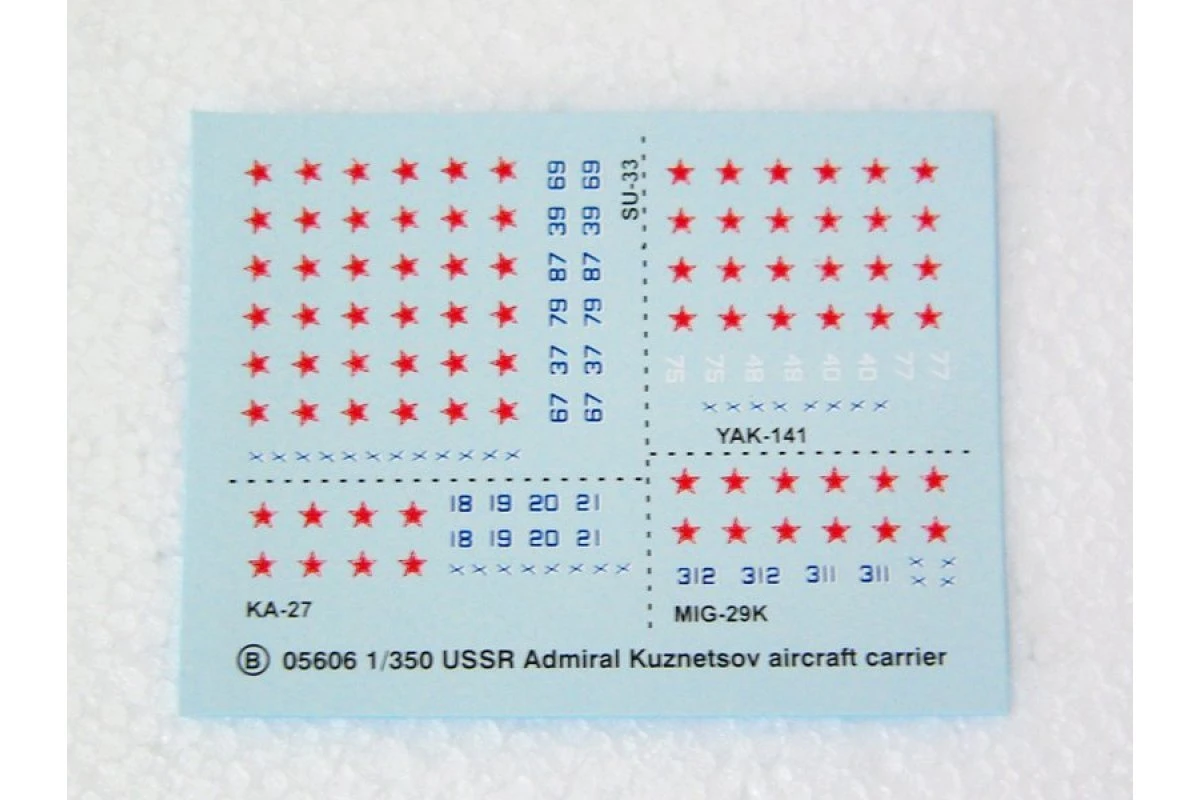 69 69
39 39
87 87
79 79
37 37
67 67
SU-33
75 75 48 48 40 40 77 77
YAK-141
18 19 20 21
18 19 20 21
KA-27
312 312 311 311
MIG-29K
B 05606 1/350 USSR Admiral Kuznetsov aircraft carrier